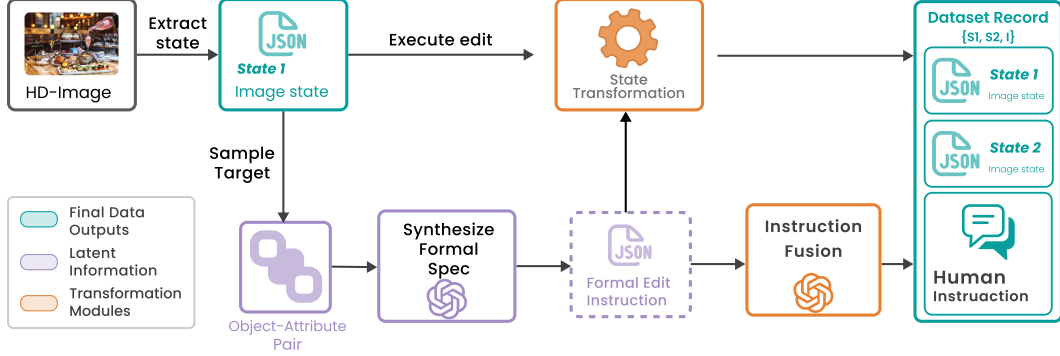 HD-Image
Extract
state
JSON
State 1
Image state
Execute edit
State
Transformation
Dataset Record
{S1, S2, I}
JSON
State 1
Image state
JSON
State 2
Image state
Human
Instruaction
Sample
Target
Final Data
Outputs
Latent
Information
Transformation
Modules
Object-Attribute
Pair
Synthesize
Formal
Spec
JSON
Formal Edit
Instruction
Instruction
Fusion